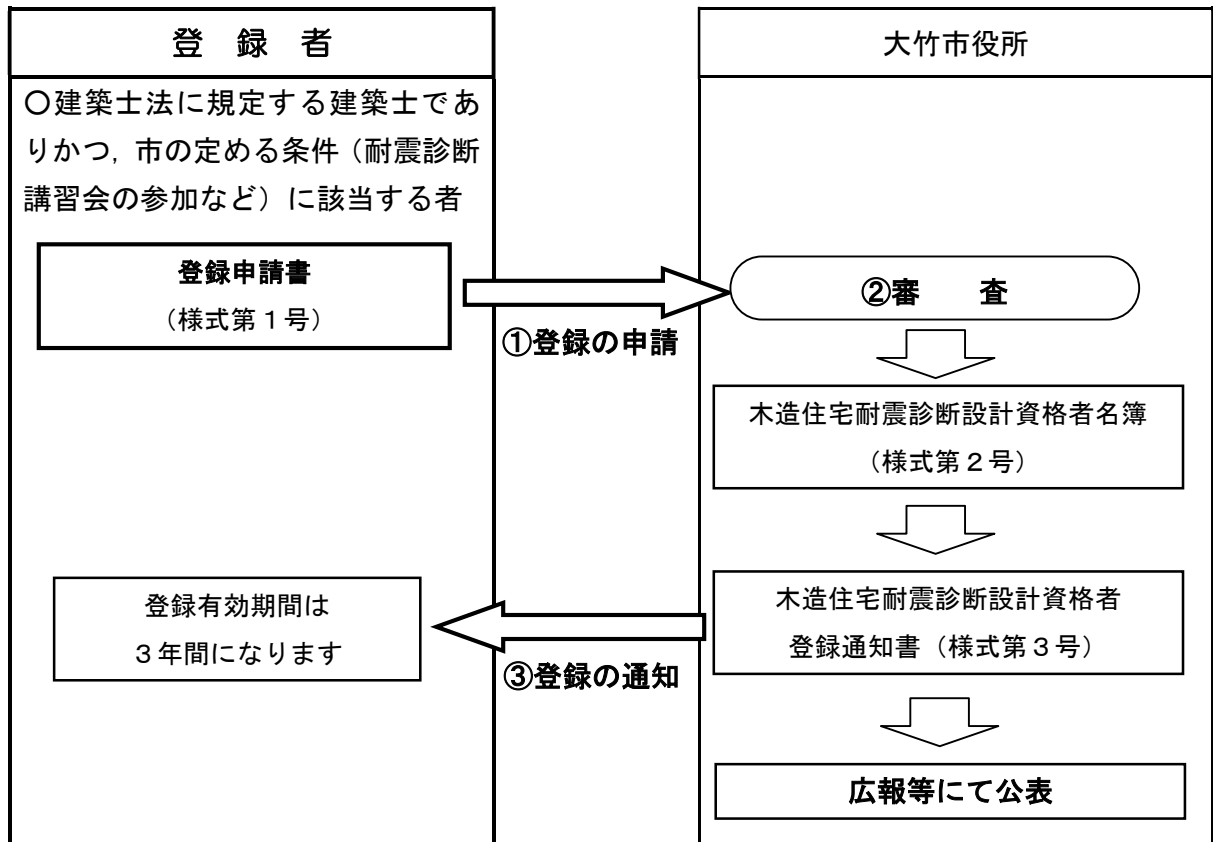 登 録 者
○建築士法に規定する建築士であ
りかつ,市の定める条件(耐震診断
講習会の参加など)に該当する者
登録申請書
(様式第1号)
①登録の申請
登録有効期間は
3年間になります
③登録の通知
大竹市役所
②審 査
木造住宅耐震診断設計資格者名簿
(様式第2号)
木造住宅耐震診断設計資格者
登録通知書(様式第3号)
広報等にて公表